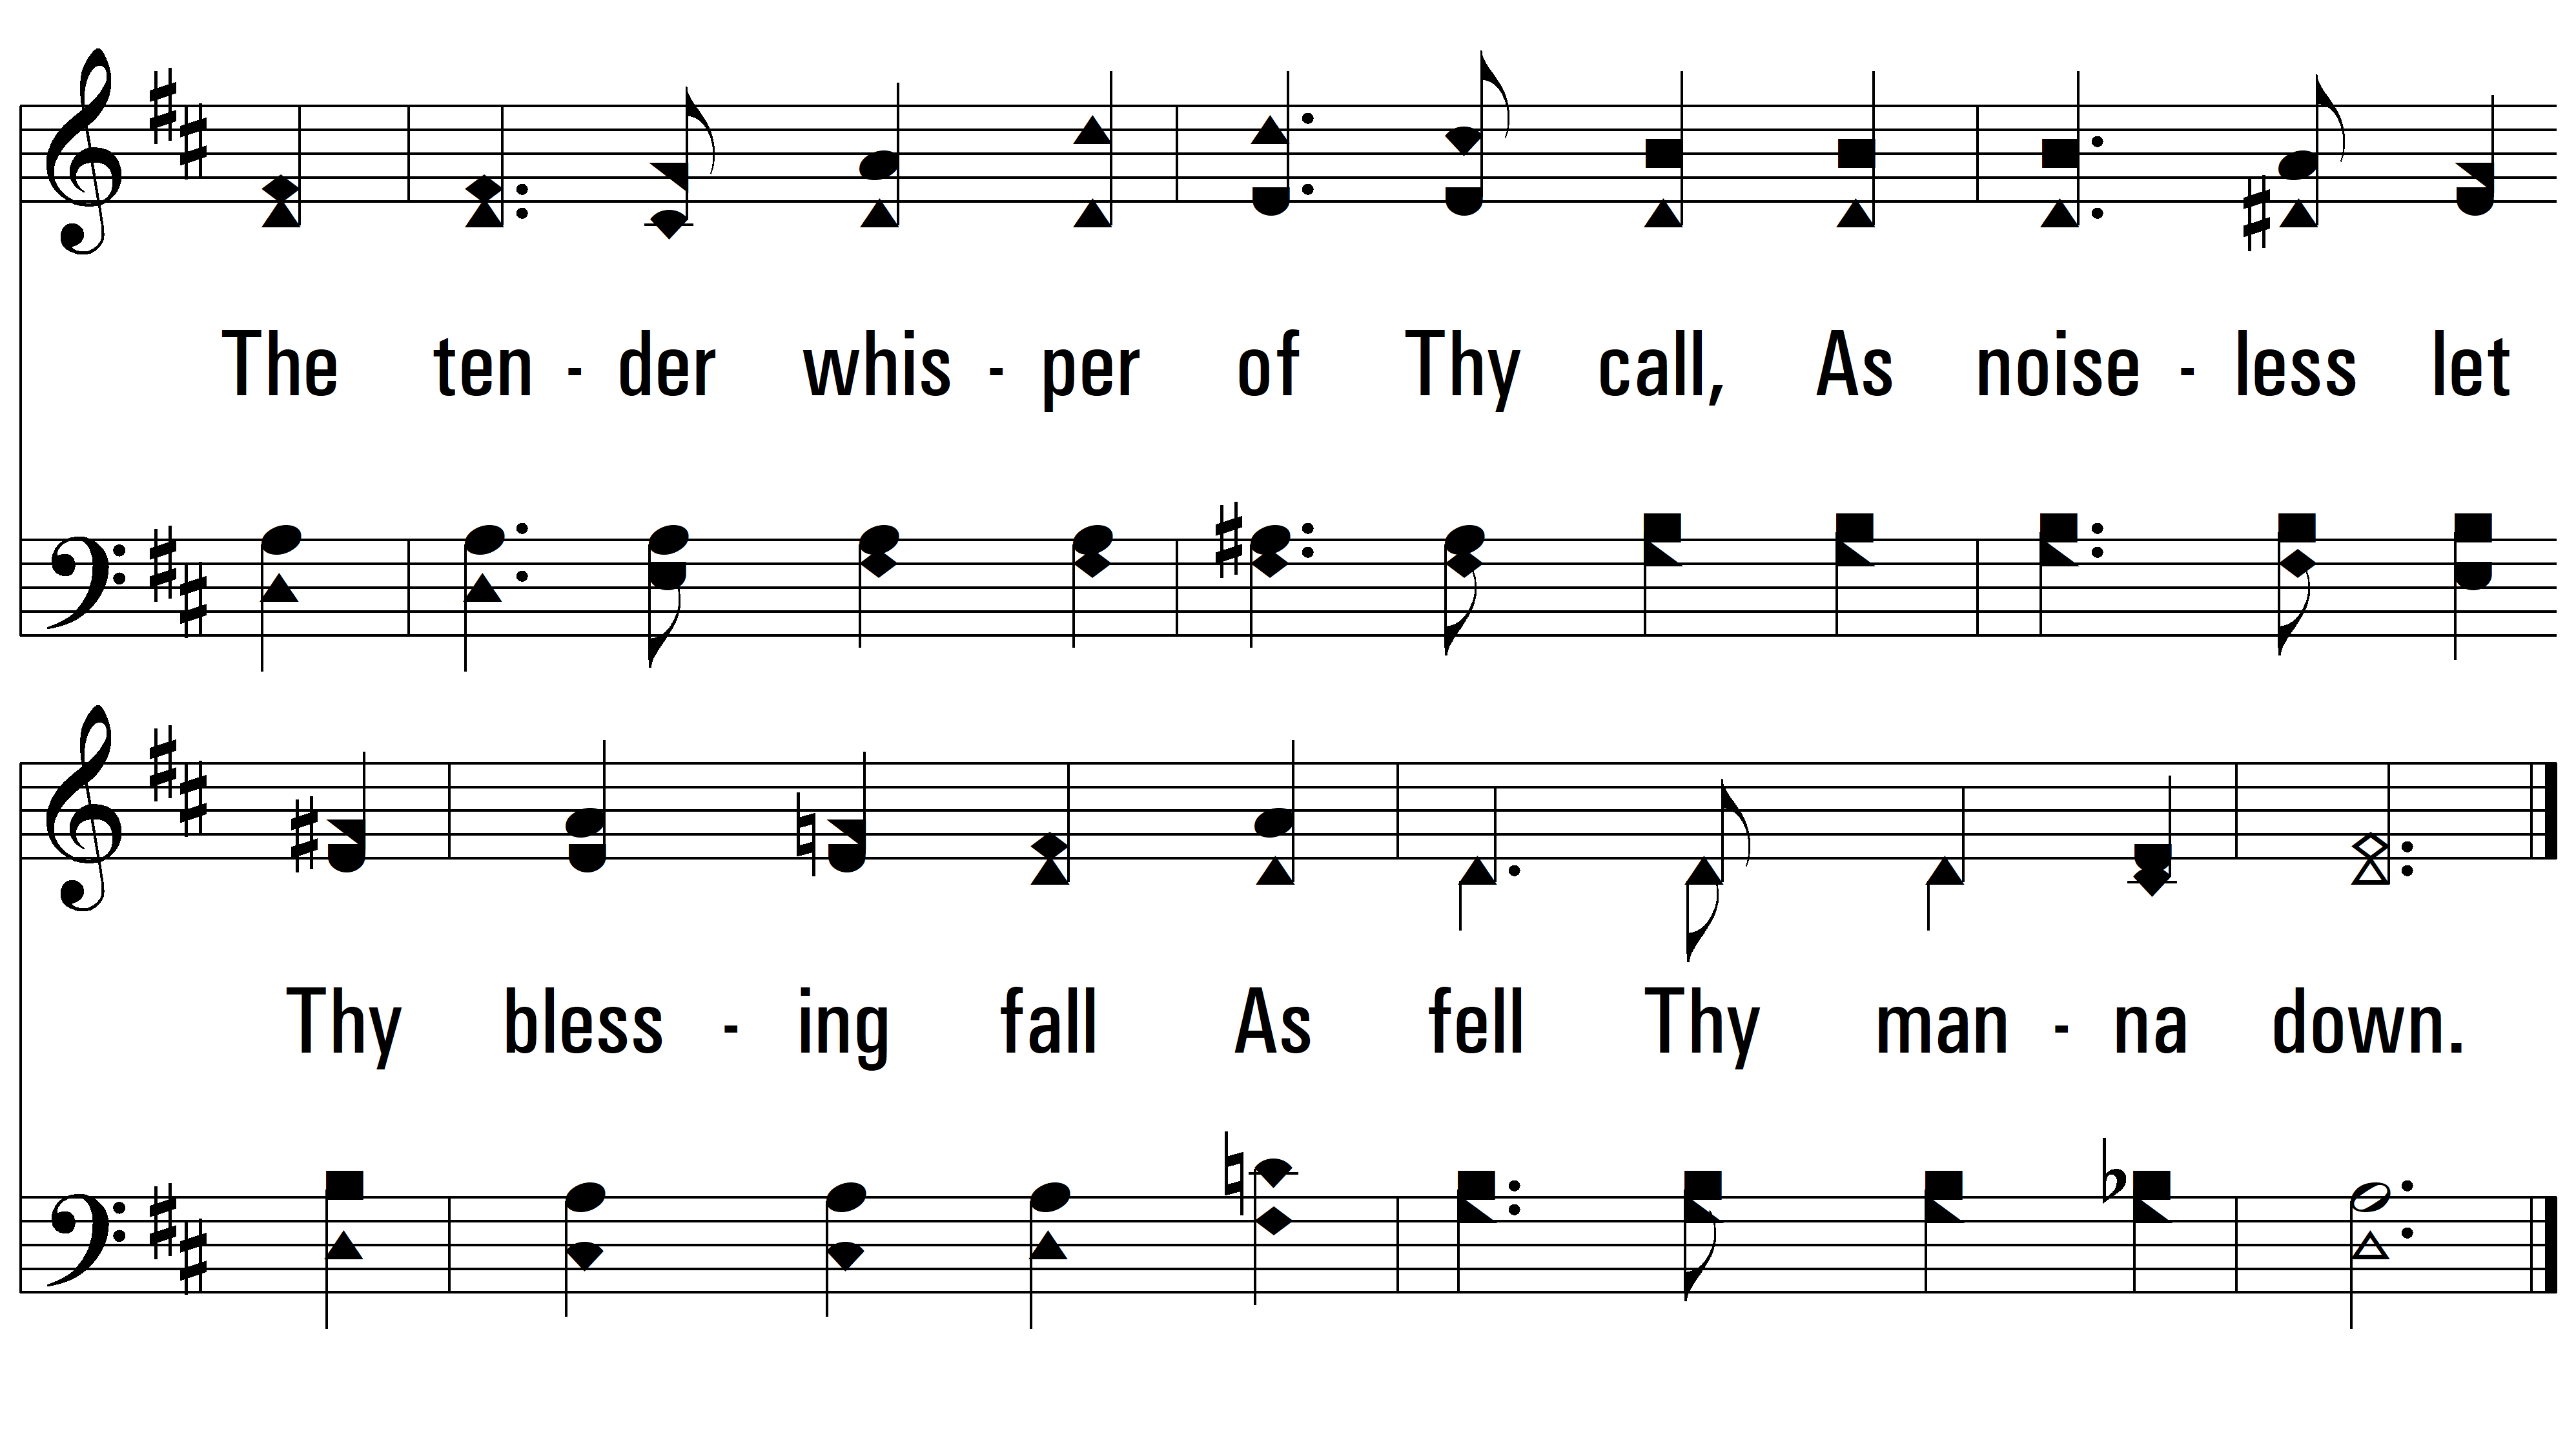 The ten - der whis - per of Thy call, As noise - less let
Thy bless - ing fall As fell Thy man - na down.